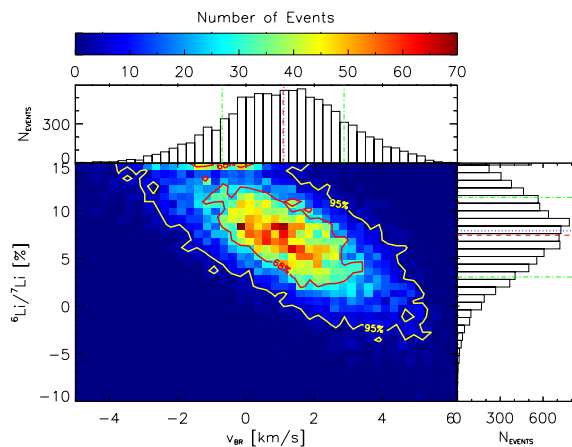 Number of Events
0 10 20 30 40 50 60 70
N_EVENTS
300
0
15
10
5
0
-5
-10
⁶Li/⁷Li [%]
68%
95%
68%
95%
-4 -2 0 2 4 6
v_BR [km/s]
0 300 600
N_EVENTS